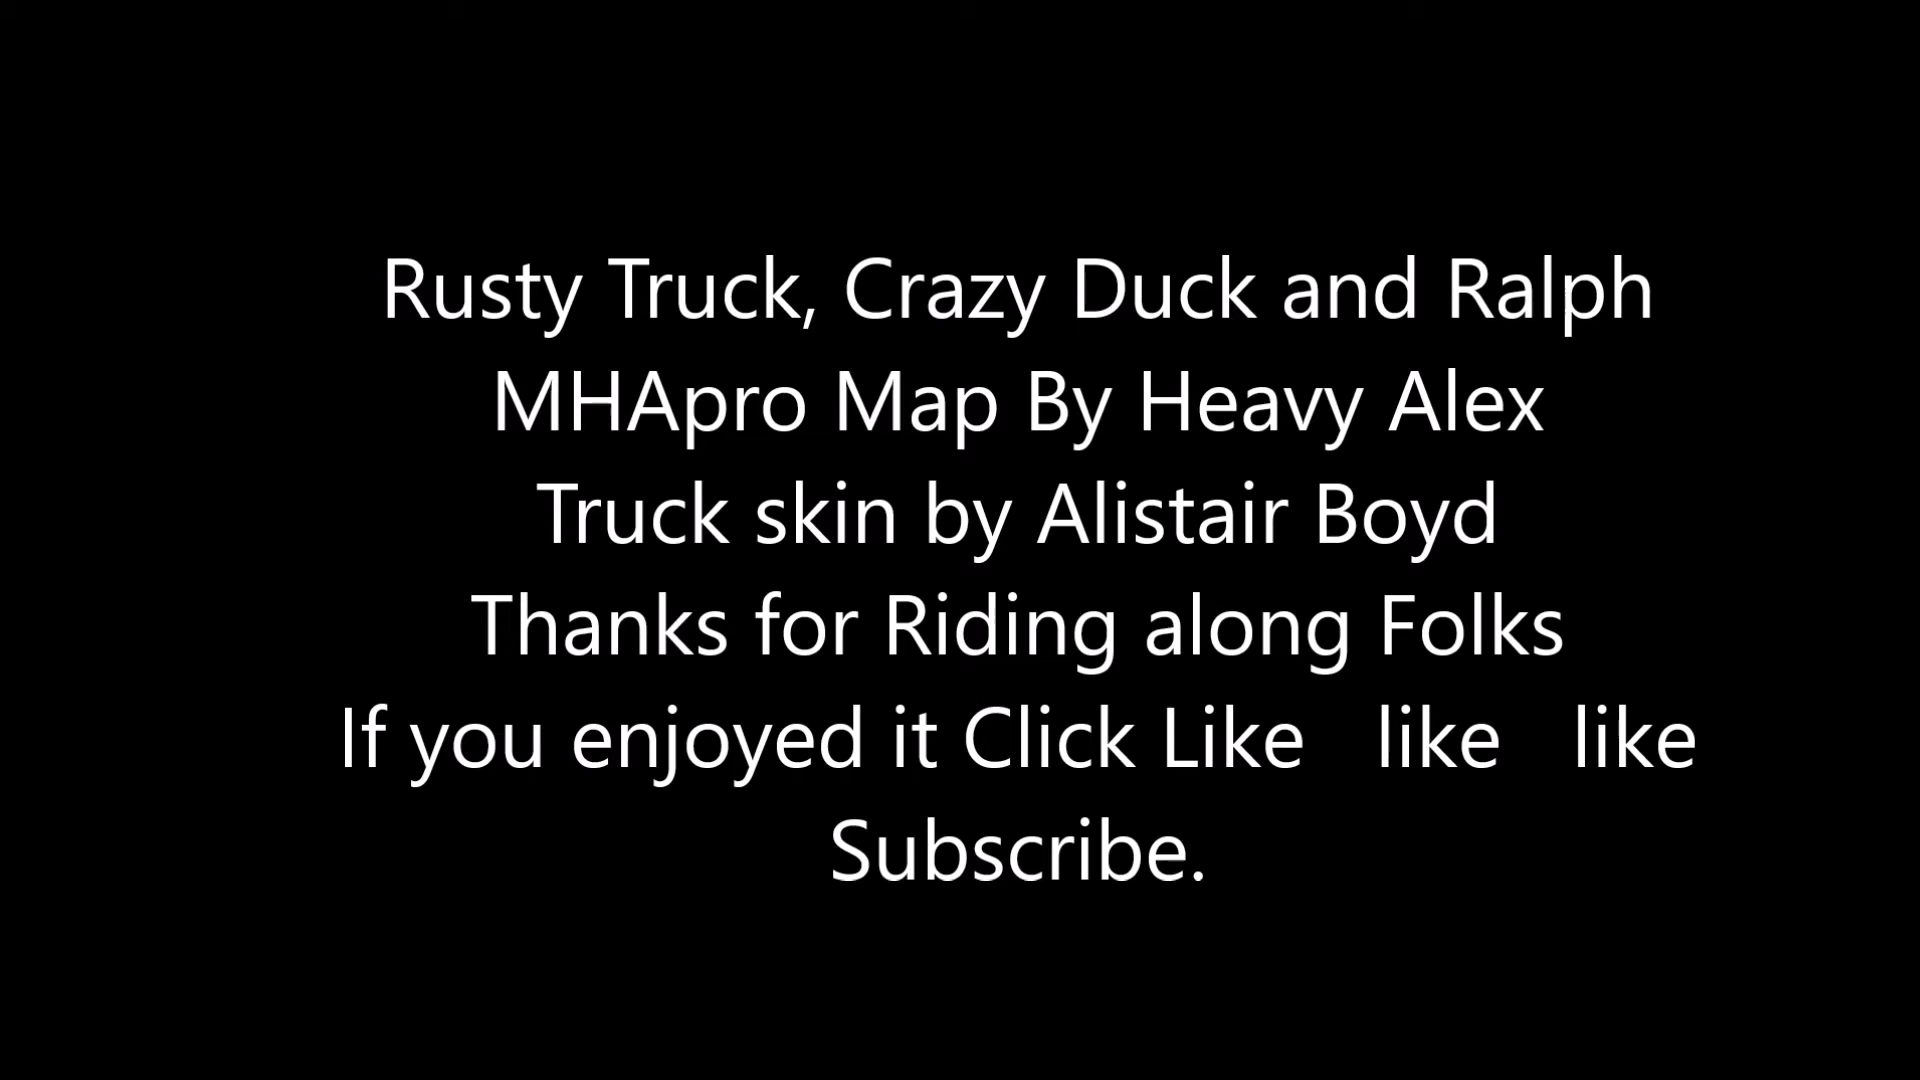 Rusty Truck, Crazy Duck and Ralph
MHApro Map By Heavy Alex
Truck skin by Alistair Boyd
Thanks for Riding along Folks
If you enjoyed it Click Like   like   like
Subscribe.